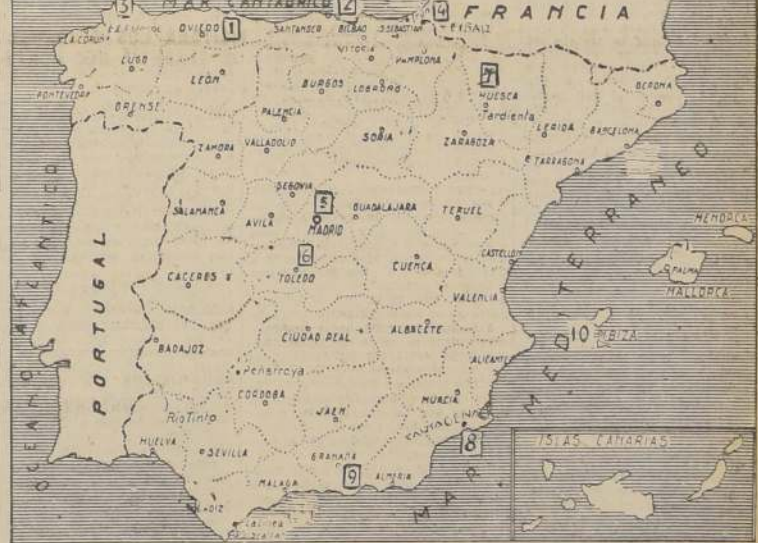 13
MAR CANTABRICO
2
14
FRANCIA
LA CORUÑA
OVIEDO
1
SANTANDER
BILBAO
S. SEBASTIAN
LUGO
LEON
VITORIA
PAMPLONA
BURGOS
LOGROÑO
HUESCA
GERONA
PONTEVEDRA
ORENSE
PALENCIA
Tardienta
ZAMORA
VALLADOLID
SORIA
ZARAGOZA
LERIDA
BARCELONA
TARRAGONA
SEGOVIA
SALAMANCA
AVILA
5
MADRID
GUADALAJARA
TERUEL
MENORCA
6
CACERES
TOLEDO
CUENCA
CASTELLON
PALMA
MALLORCA
VALENCIA
OCEANO ATLANTICO
PORTUGAL
MAR MEDITERRANEO
10
IBIZA
BADAJOZ
CIUDAD REAL
ALBACETE
ALICANTE
Peñarroya
CORDOBA
MURCIA
RioTinto
JAEN
CARTAGENA
HUELVA
SEVILLA
GRANADA
8
ISLAS CANARIAS
MALAGA
9
ALMERIA
CADIZ